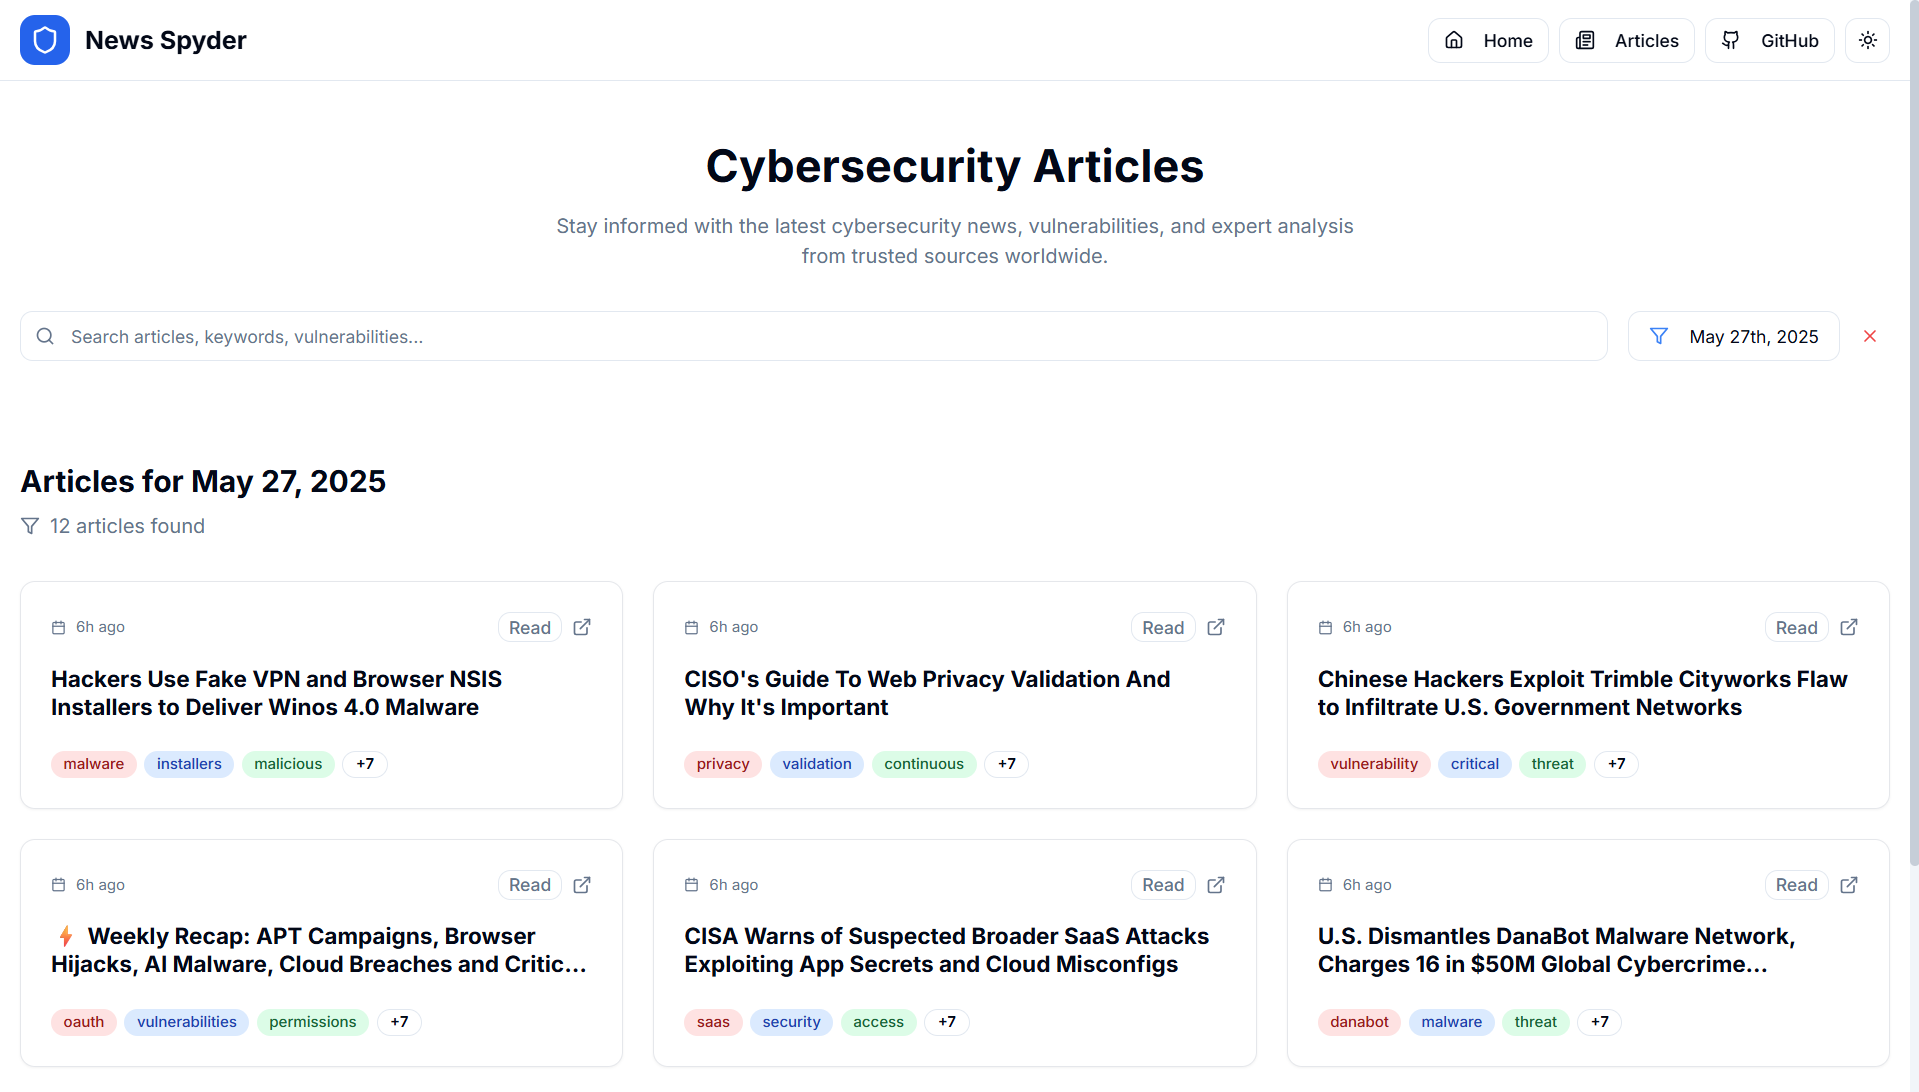 News Spyder
Home
Articles
GitHub
Cybersecurity Articles
Stay informed with the latest cybersecurity news, vulnerabilities, and expert analysis
from trusted sources worldwide.
Search articles, keywords, vulnerabilities...
May 27th, 2025
Articles for May 27, 2025
12 articles found
6h ago
Read
Hackers Use Fake VPN and Browser NSIS
Installers to Deliver Winos 4.0 Malware
malware installers malicious +7
6h ago
Read
CISO's Guide To Web Privacy Validation And
Why It's Important
privacy validation continuous +7
6h ago
Read
Chinese Hackers Exploit Trimble Cityworks Flaw
to Infiltrate U.S. Government Networks
vulnerability critical threat +7
6h ago
Read
⚡ Weekly Recap: APT Campaigns, Browser
Hijacks, AI Malware, Cloud Breaches and Critic...
oauth vulnerabilities permissions +7
6h ago
Read
CISA Warns of Suspected Broader SaaS Attacks
Exploiting App Secrets and Cloud Misconfigs
saas security access +7
6h ago
Read
U.S. Dismantles DanaBot Malware Network,
Charges 16 in $50M Global Cybercrime...
danabot malware threat +7